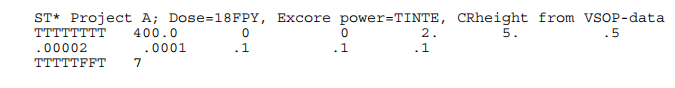 ST* Project A; Dose=18FPY, Excore power=TINTE, CRheight from VSOP-data
TTTTTTTT 400.0 0 0 2. 5. .5
.00002 .0001 .1 .1 .1
TTTTTFFT 7